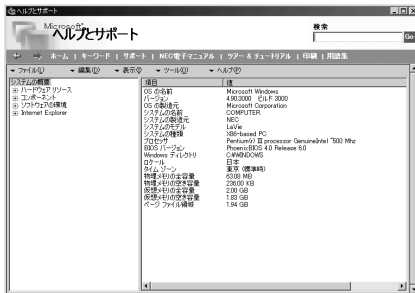 ヘルプとサポート
Microsoft®
ヘルプとサポート
検索
Go
ホーム | キーワード | サポート | NEC電子マニュアル | ツアー & チュートリアル | 印刷 | 用語集
ファイル(F) 編集(E) 表示(V) ツール(O) ヘルプ(P)
システムの概要
ハードウェア リソース
コンポーネント
ソフトウェアの環境
Internet Explorer
項目 値
OS の名前 Microsoft Windows
バージョン 4.90.3000 ビルド 3000
OS の製造元 Microsoft Corporation
システムの名前 COMPUTER
システムの製造元 NEC
システムのモデル LaVie
システムの種類 X86-based PC
プロセッサ Pentium(r) III processor GenuineIntel ~500 Mhz
BIOS バージョン Phoenix BIOS 4.0 Release 6.0
Windows ディレクトリ C:¥WINDOWS
ロケール 日本
タイム ゾーン 東京 (標準時)
物理メモリの全容量 63.08 MB
物理メモリの空き容量 236.00 KB
仮想メモリの全容量 2.00 GB
仮想メモリの空き容量 1.83 GB
ページ ファイル領域 1.94 GB